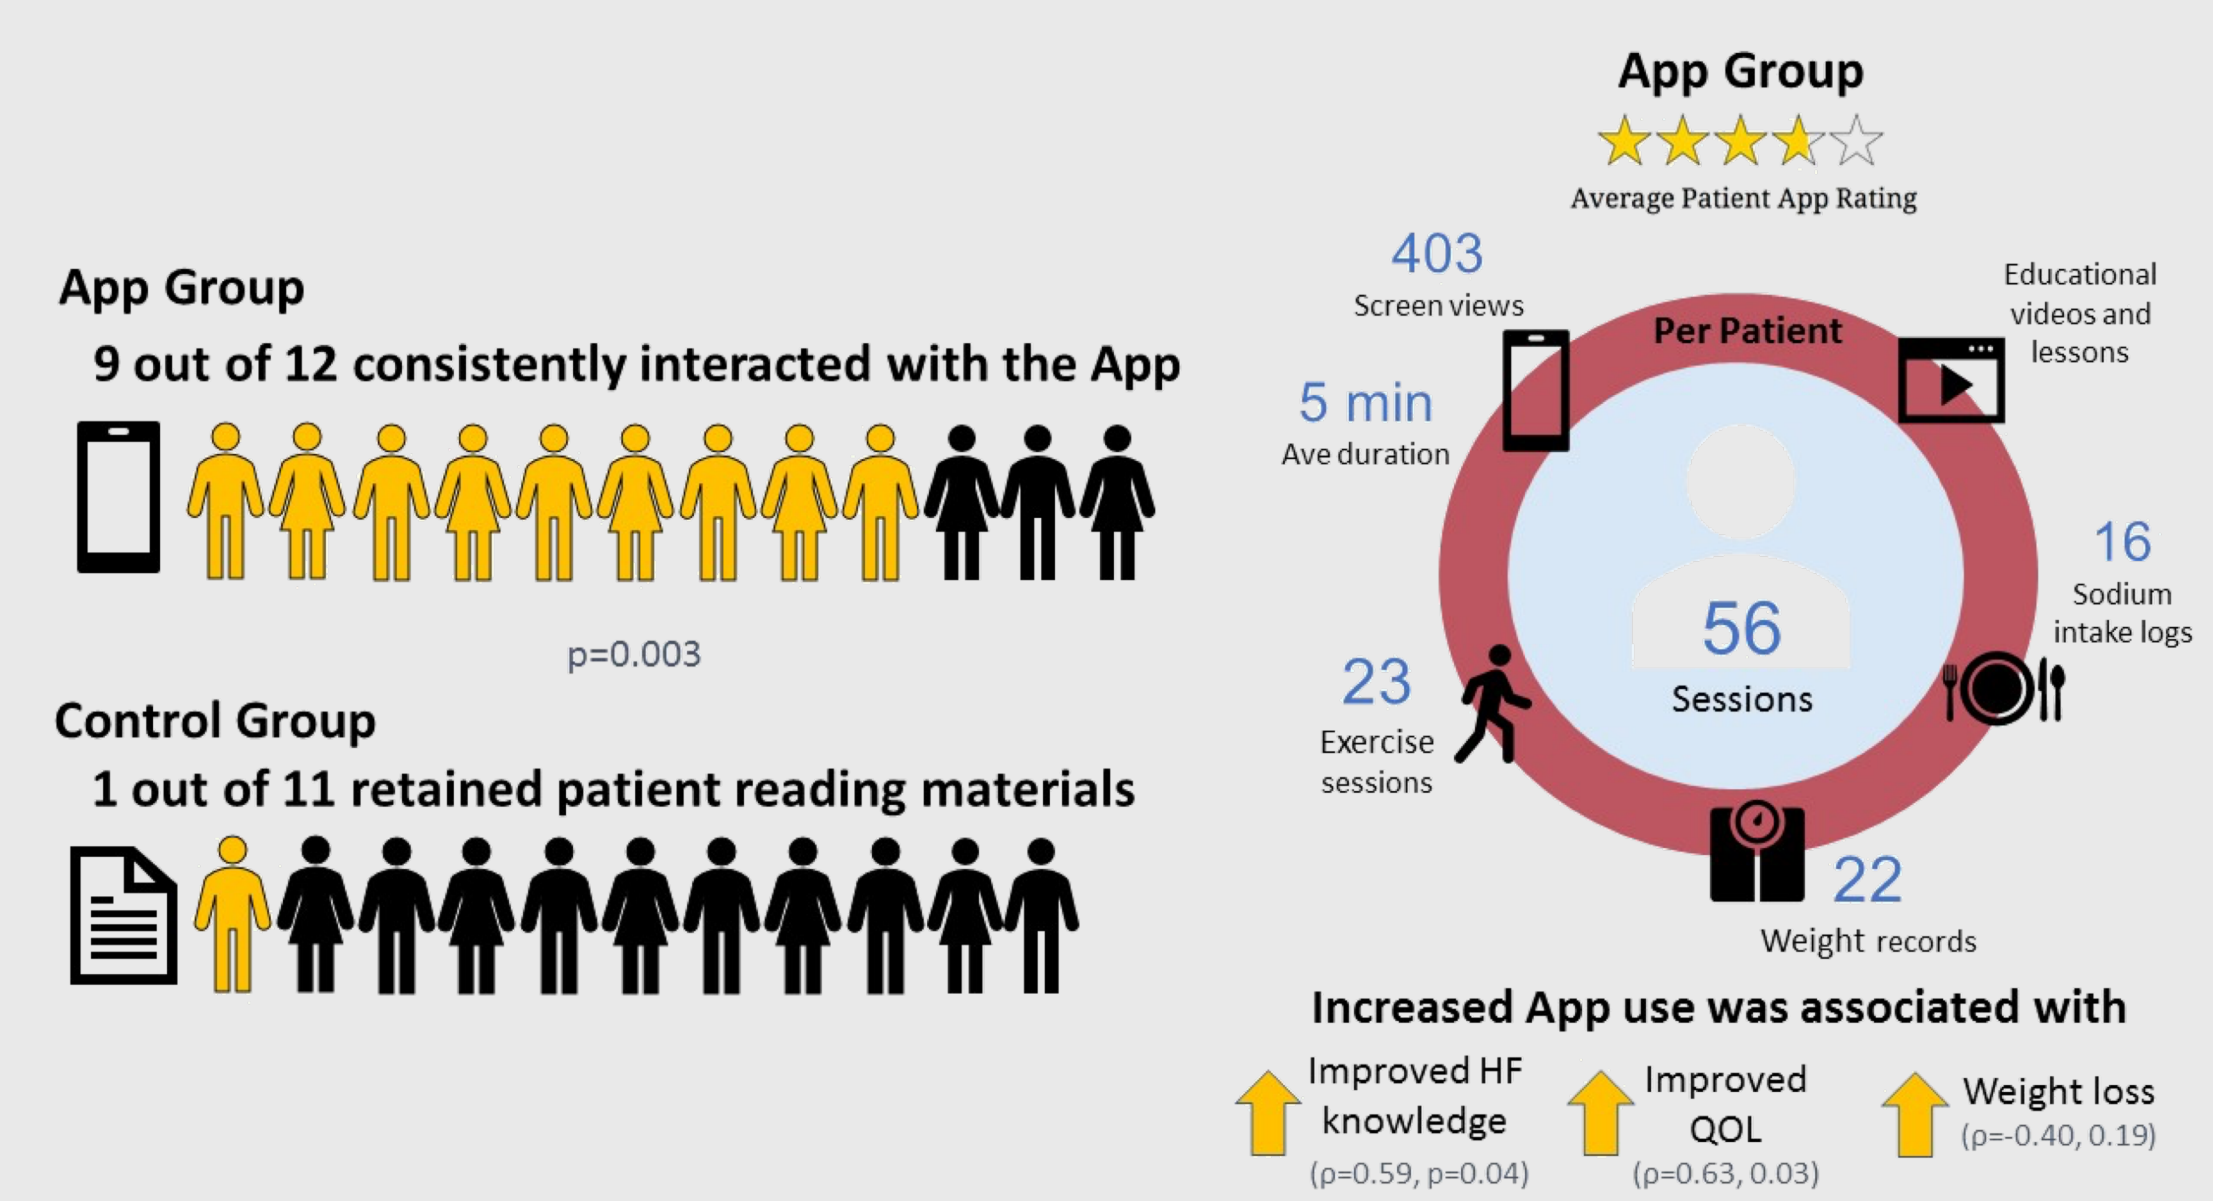 App Group
9 out of 12 consistently interacted with the App
p=0.003
Control Group
1 out of 11 retained patient reading materials
App Group
Average Patient App Rating
403
Screen views
5 min
Ave duration
Per Patient
Educational
videos and
lessons
16
Sodium
intake logs
56
Sessions
23
Exercise
sessions
22
Weight records
Increased App use was associated with
Improved HF
knowledge
(ρ=0.59, p=0.04)
Improved
QOL
(ρ=0.63, 0.03)
Weight loss
(ρ=-0.40, 0.19)